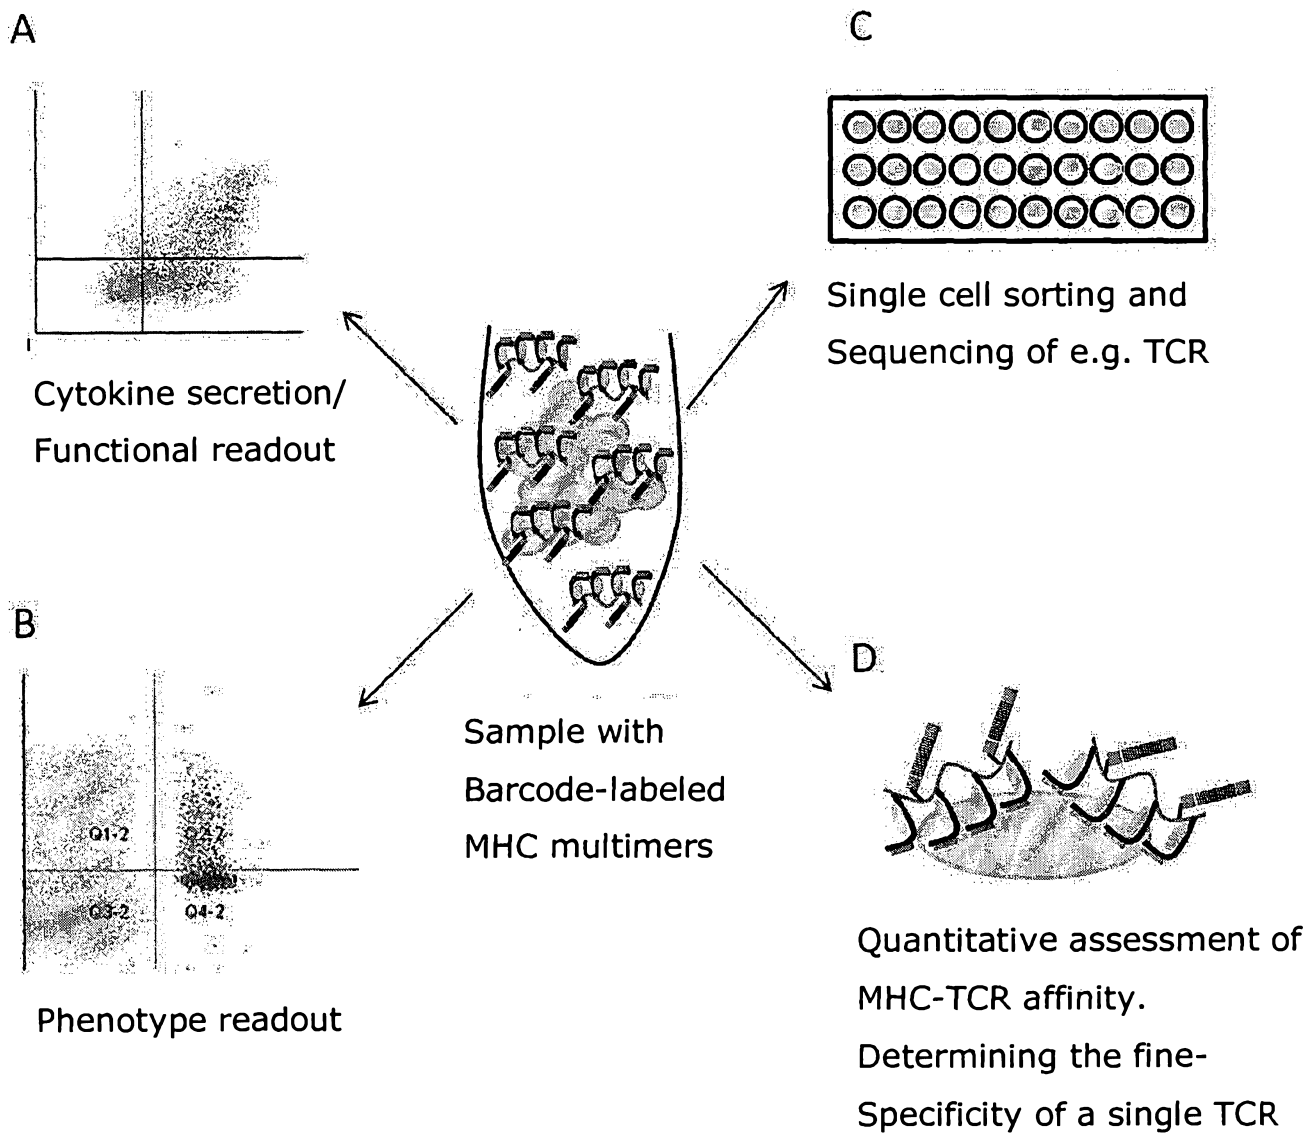 A
C
Single cell sorting and
Sequencing of e.g. TCR
Cytokine secretion/
Functional readout
B
Q1-2
Q3-2
Q4-2
Phenotype readout
Sample with
Barcode-labeled
MHC multimers
D
Quantitative assessment of
MHC-TCR affinity.
Determining the fine-
Specificity of a single TCR